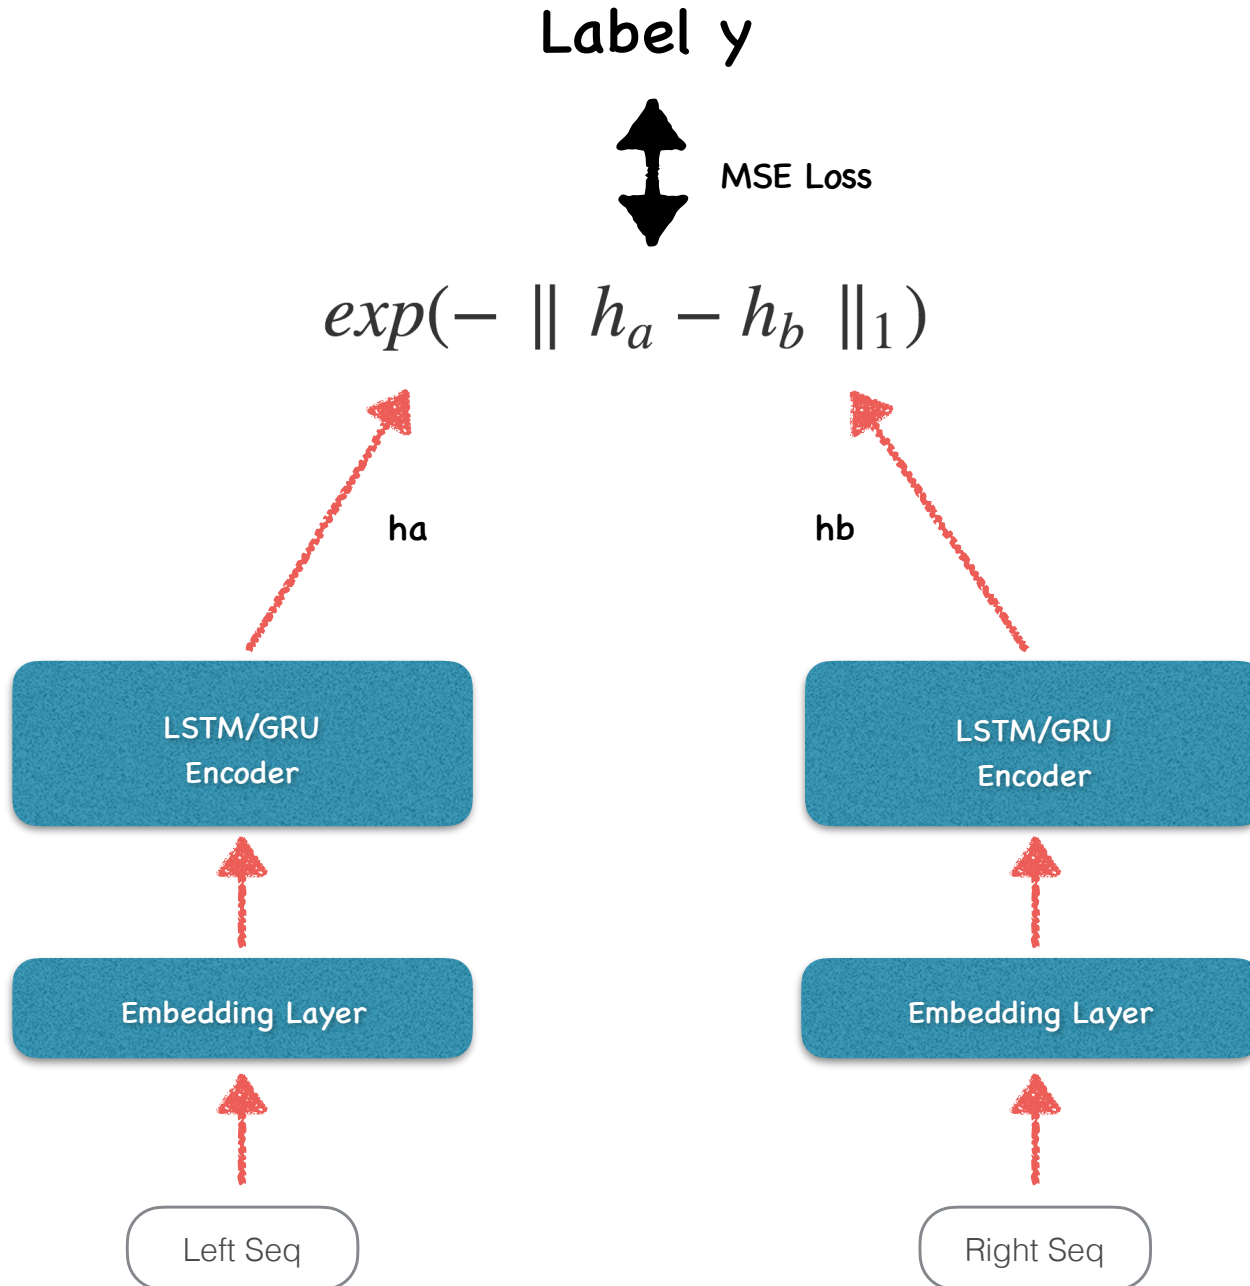 Label y
MSE Loss
exp(− ‖ h_a − h_b ‖_1)
ha
hb
LSTM/GRU
Encoder
LSTM/GRU
Encoder
Embedding Layer
Embedding Layer
Left Seq
Right Seq